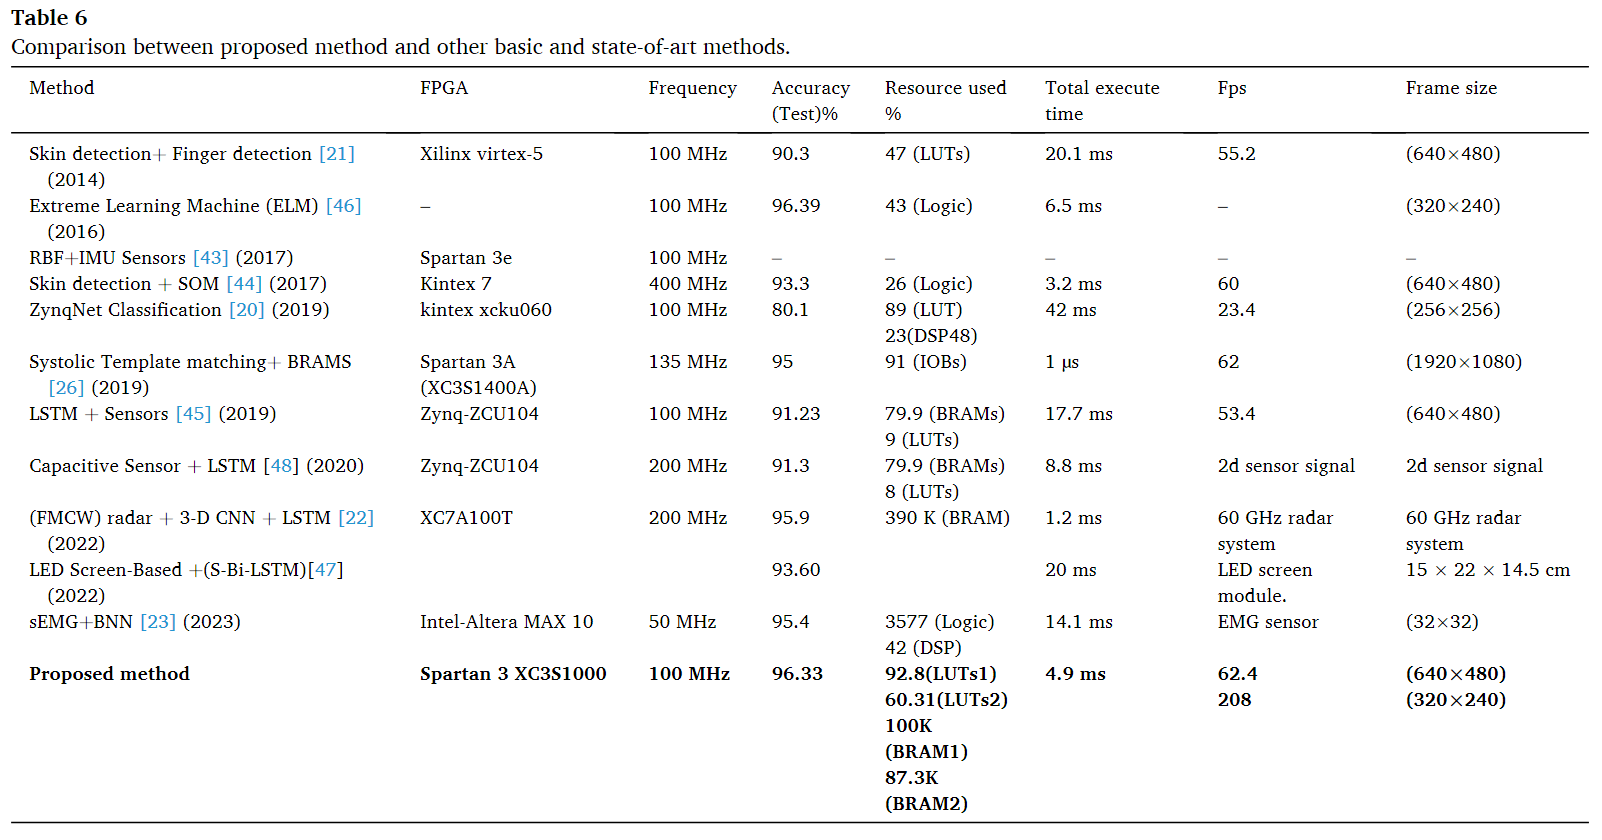 Table 6
Comparison between proposed method and other basic and state-of-art methods.
Method FPGA Frequency Accuracy Resource used Total execute Fps Frame size
(Test)% % time
Skin detection+ Finger detection [21] Xilinx virtex-5 100 MHz 90.3 47 (LUTs) 20.1 ms 55.2 (640×480)
(2014)
Extreme Learning Machine (ELM) [46] – 100 MHz 96.39 43 (Logic) 6.5 ms – (320×240)
(2016)
RBF+IMU Sensors [43] (2017) Spartan 3e 100 MHz – – – – –
Skin detection + SOM [44] (2017) Kintex 7 400 MHz 93.3 26 (Logic) 3.2 ms 60 (640×480)
ZynqNet Classification [20] (2019) kintex xcku060 100 MHz 80.1 89 (LUT) 42 ms 23.4 (256×256)
23(DSP48)
Systolic Template matching+ BRAMS Spartan 3A 135 MHz 95 91 (IOBs) 1 μs 62 (1920×1080)
[26] (2019) (XC3S1400A)
LSTM + Sensors [45] (2019) Zynq-ZCU104 100 MHz 91.23 79.9 (BRAMs) 17.7 ms 53.4 (640×480)
9 (LUTs)
Capacitive Sensor + LSTM [48] (2020) Zynq-ZCU104 200 MHz 91.3 79.9 (BRAMs) 8.8 ms 2d sensor signal 2d sensor signal
8 (LUTs)
(FMCW) radar + 3-D CNN + LSTM [22] XC7A100T 200 MHz 95.9 390 K (BRAM) 1.2 ms 60 GHz radar 60 GHz radar
(2022) system system
LED Screen-Based +(S-Bi-LSTM)[47] 93.60 20 ms LED screen 15 × 22 × 14.5 cm
(2022) module.
sEMG+BNN [23] (2023) Intel-Altera MAX 10 50 MHz 95.4 3577 (Logic) 14.1 ms EMG sensor (32×32)
42 (DSP)
Proposed method Spartan 3 XC3S1000 100 MHz 96.33 92.8(LUTs1) 4.9 ms 62.4 (640×480)
60.31(LUTs2) 208 (320×240)
100K
(BRAM1)
87.3K
(BRAM2)